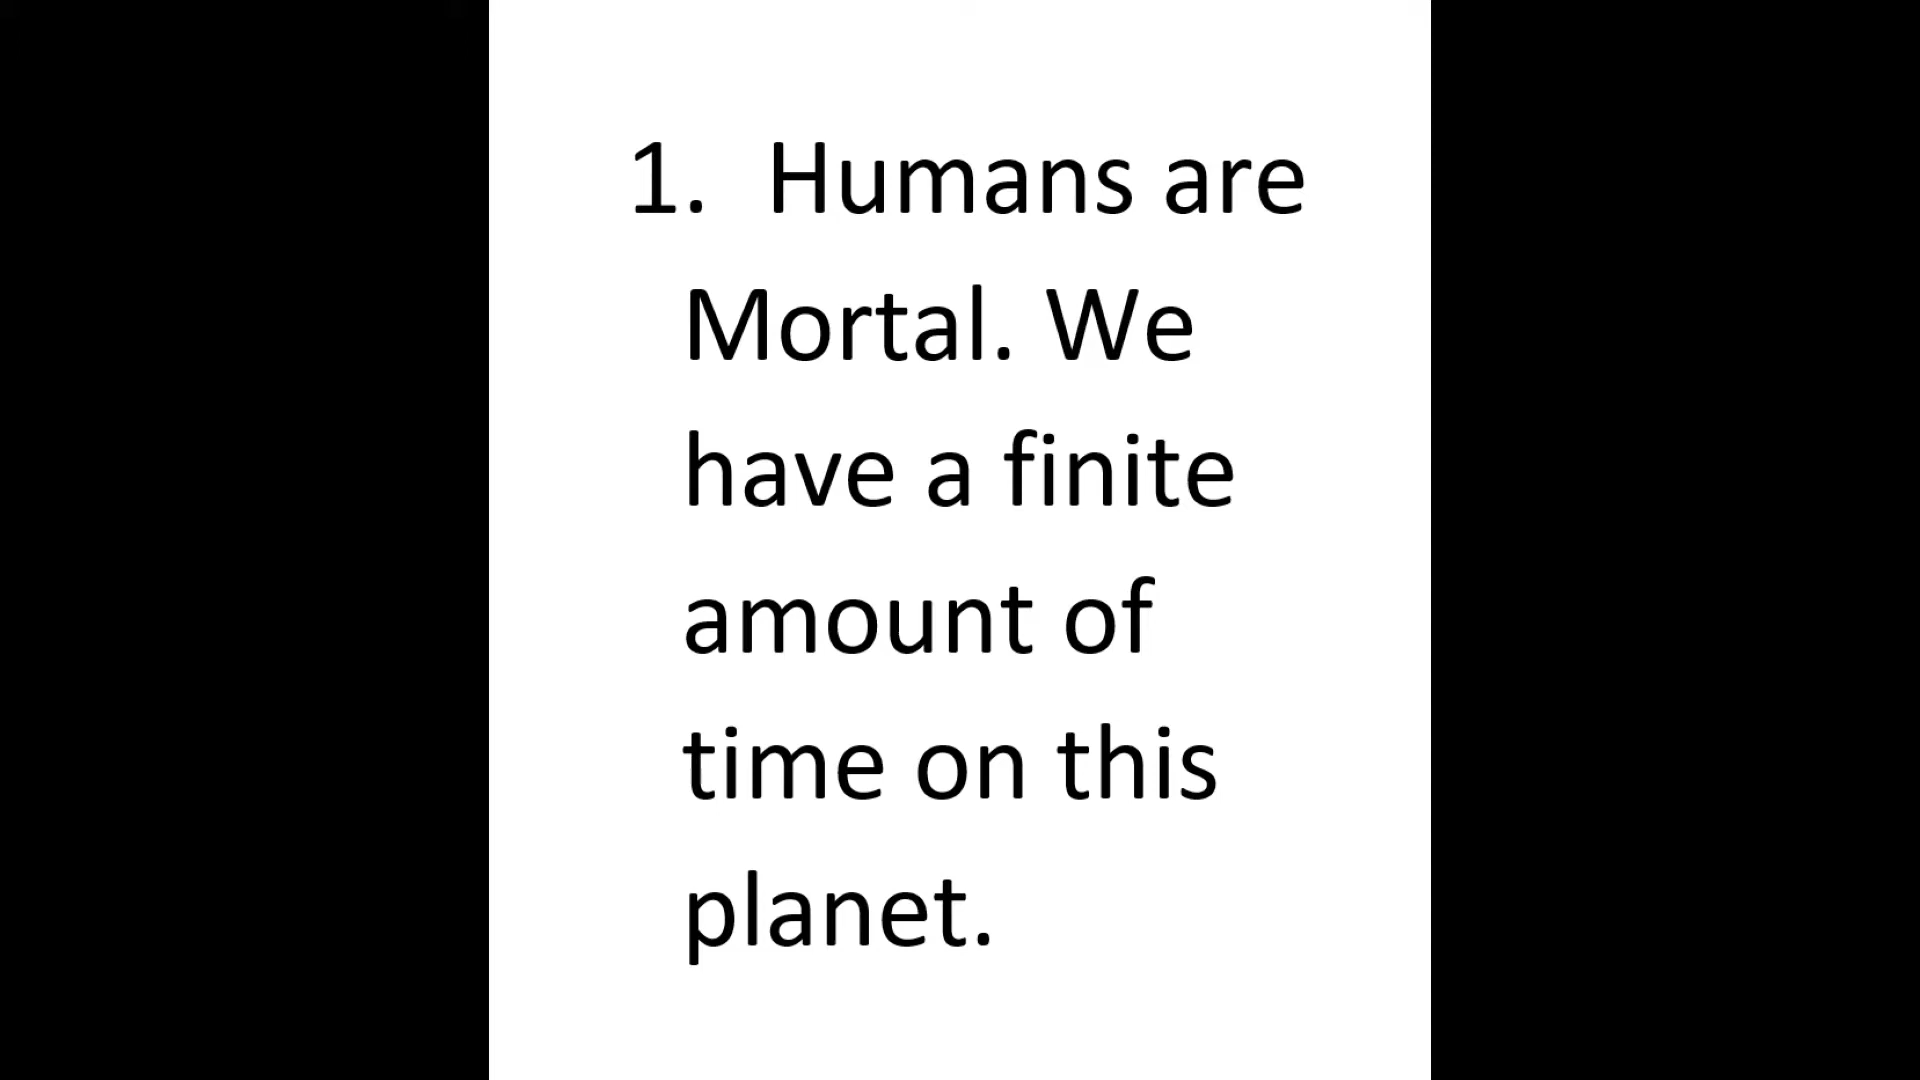 1. Humans are
Mortal. We
have a finite
amount of
time on this
planet.